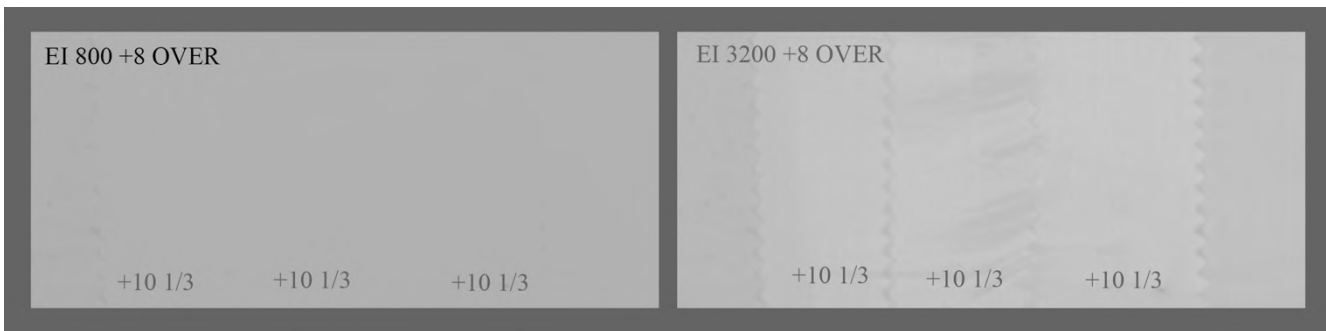 EI 800 +8 OVER
+10 1/3 +10 1/3 +10 1/3
EI 3200 +8 OVER
+10 1/3 +10 1/3 +10 1/3